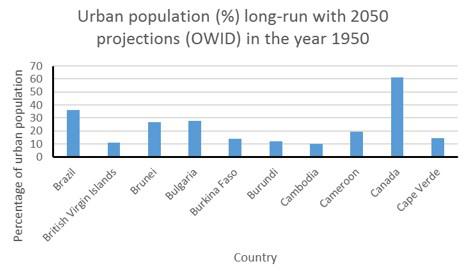 Urban population (%) long-run with 2050
projections (OWID) in the year 1950
Percentage of urban population
70
60
50
40
30
20
10
0
Brazil
British Virgin Islands
Brunei
Bulgaria
Burkina Faso
Burundi
Cambodia
Cameroon
Canada
Cape Verde
Country